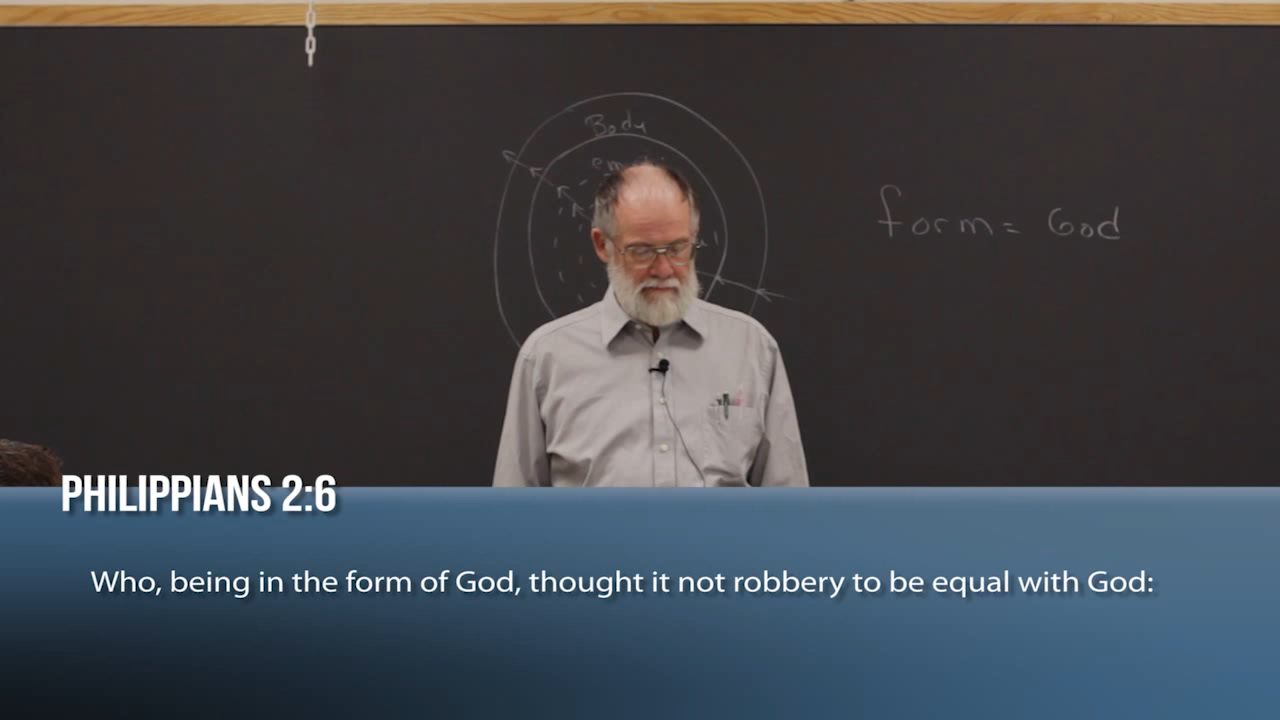 Body
form = God
PHILIPPIANS 2:6
Who, being in the form of God, thought it not robbery to be equal with God: